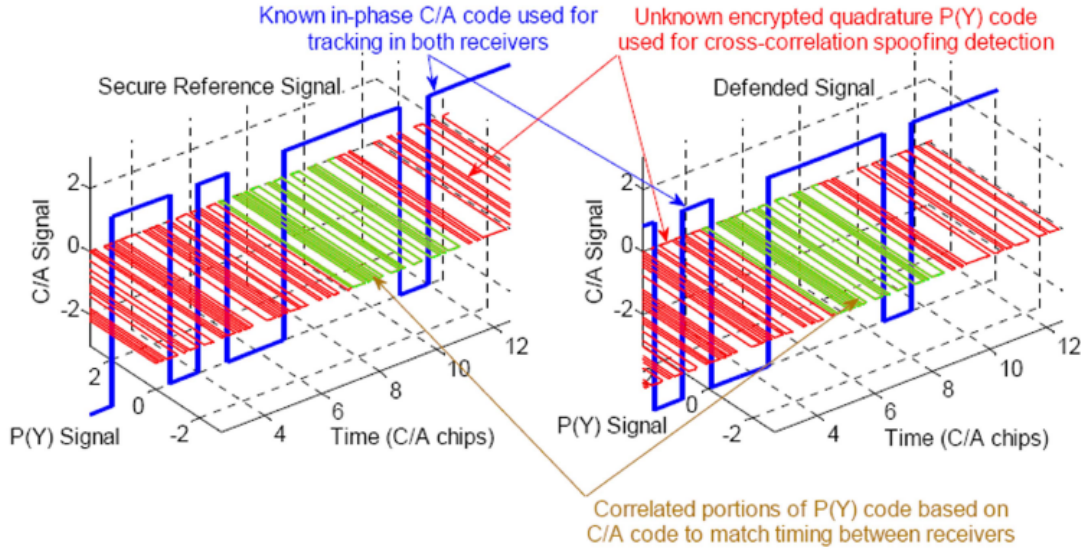 Known in-phase C/A code used for
tracking in both receivers
Unknown encrypted quadrature P(Y) code
used for cross-correlation spoofing detection
Secure Reference Signal
Defended Signal
C/A Signal
2
0
-2
2
0
-2
P(Y) Signal
4
6
8
10
12
Time (C/A chips)
C/A Signal
2
0
-2
0
-2
P(Y) Signal
4
6
8
10
12
Time (C/A chips)
Correlated portions of P(Y) code based on
C/A code to match timing between receivers